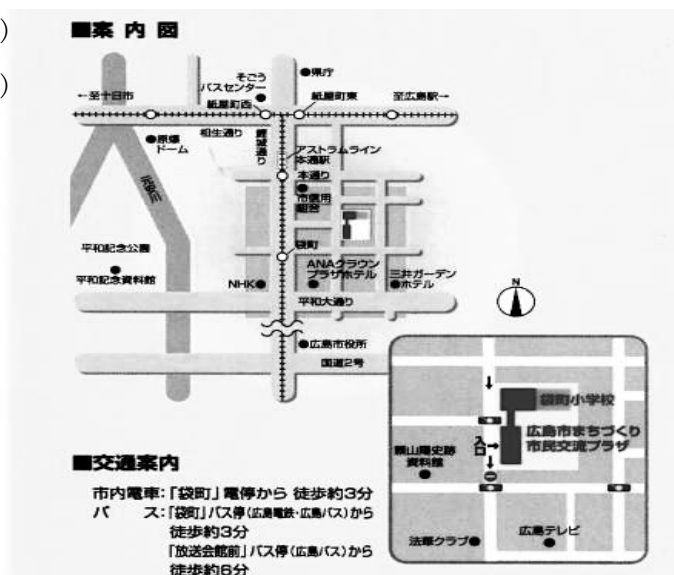 )
)
■案内図
そごう
バスセンター
●県庁
←至十日市
紙屋町西
紙屋町東
至広島駅→
相生通り
鯉城通り
●原爆
ドーム
アストラムライン
本通駅
本通り
市信用
組合
袋町
平和記念公園
平和記念資料館
NHK
ANAクラウン
プラザホテル
三井ガーデン
ホテル
平和大通り
N
●広島市役所
国道2号
袋町小学校
広島市まちづくり
市民交流プラザ
入口
頼山陽史跡
資料館
法華クラブ●
広島テレビ
■交通案内
市内電車:「袋町」電停から 徒歩約3分
バス:「袋町」バス停(広島電鉄・広島バス)から
徒歩約3分
「放送会館前」バス停(広島バス)から
徒歩約6分